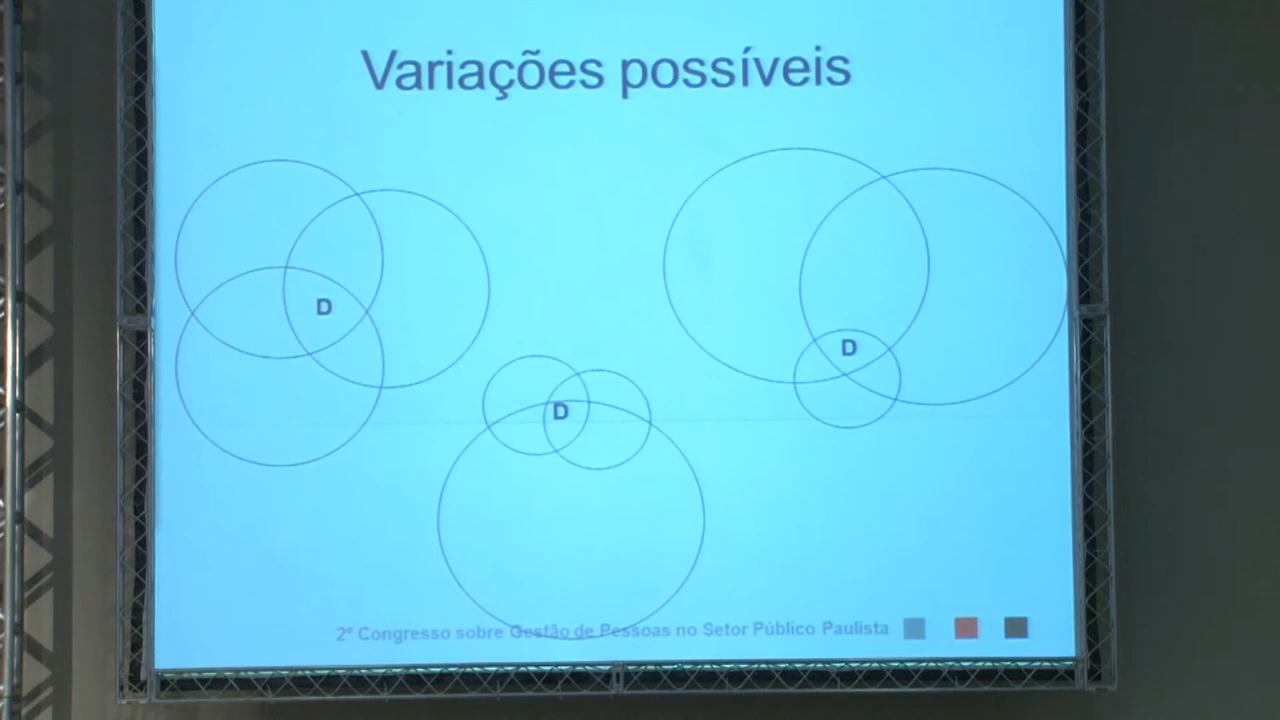 Variações possíveis
D
D
D
2º Congresso sobre Gestão de Pessoas no Setor Público Paulista